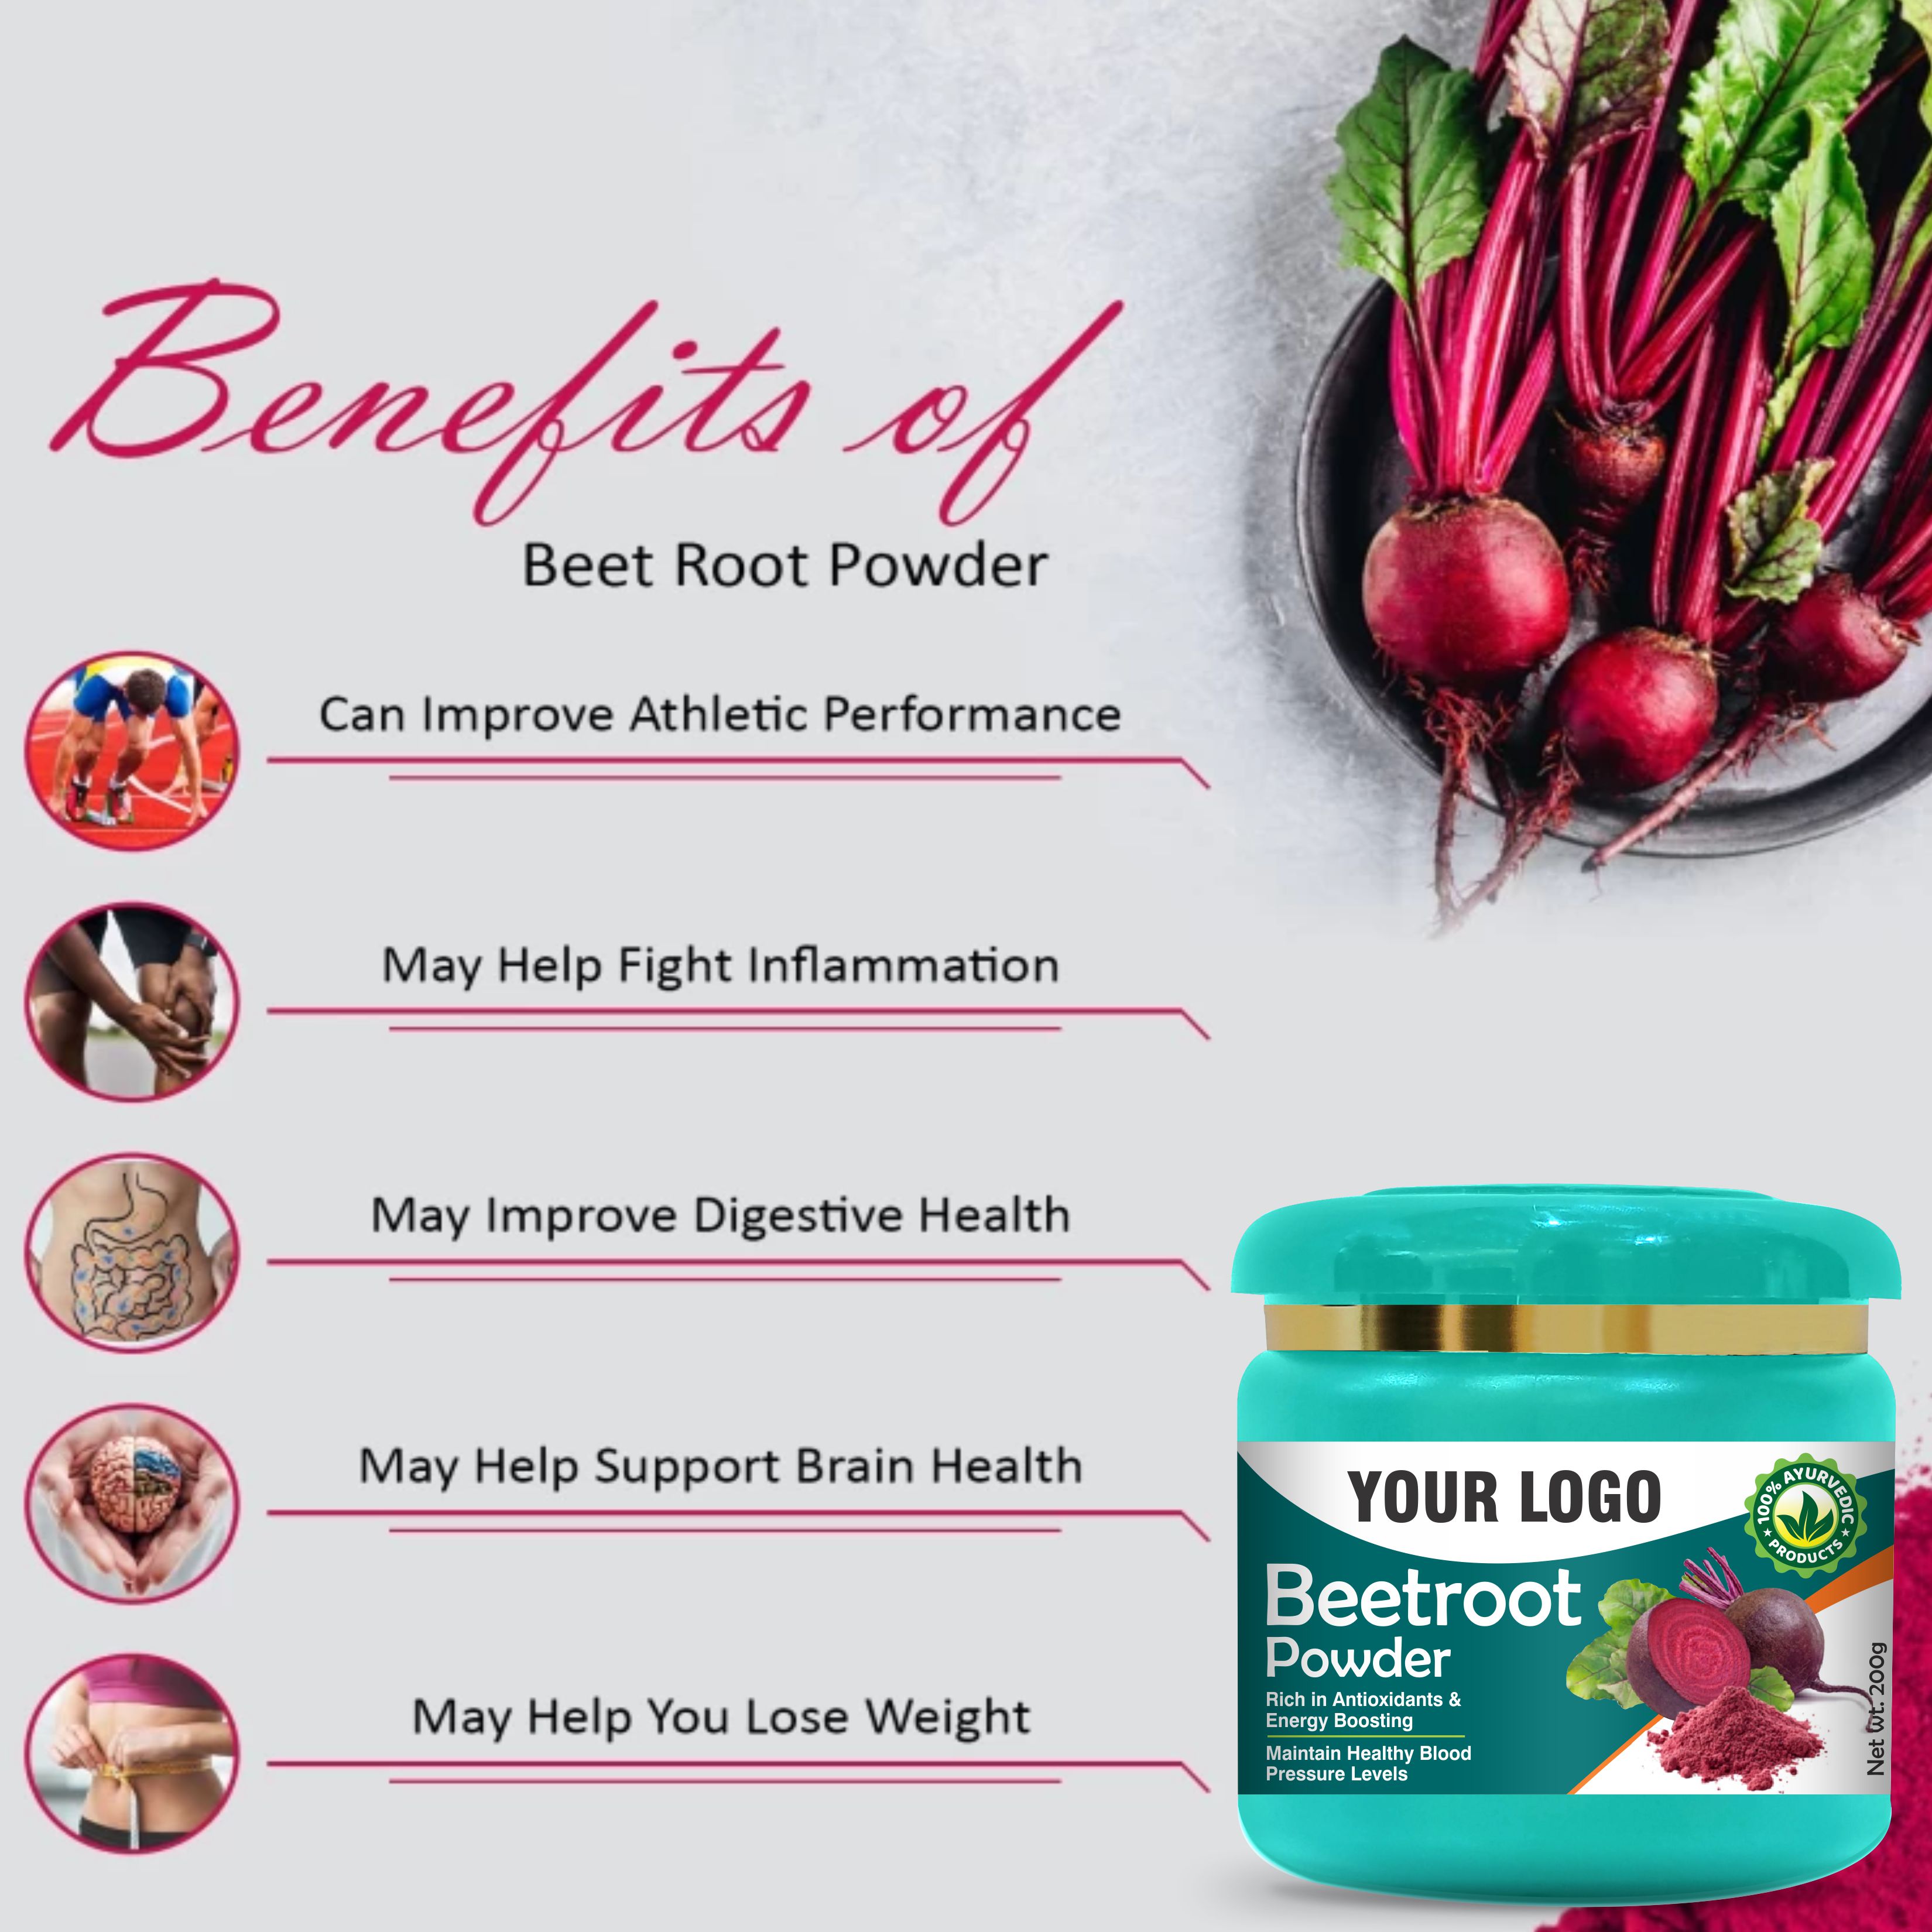 Benefits of
Beet Root Powder
Can Improve Athletic Performance
May Help Fight Inflammation
May Improve Digestive Health
May Help Support Brain Health
May Help You Lose Weight
YOUR LOGO
100% AYURVEDIC
PRODUCTS
Beetroot
Powder
Rich in Antioxidants &
Energy Boosting
Maintain Healthy Blood
Pressure Levels
Net Wt. 200g